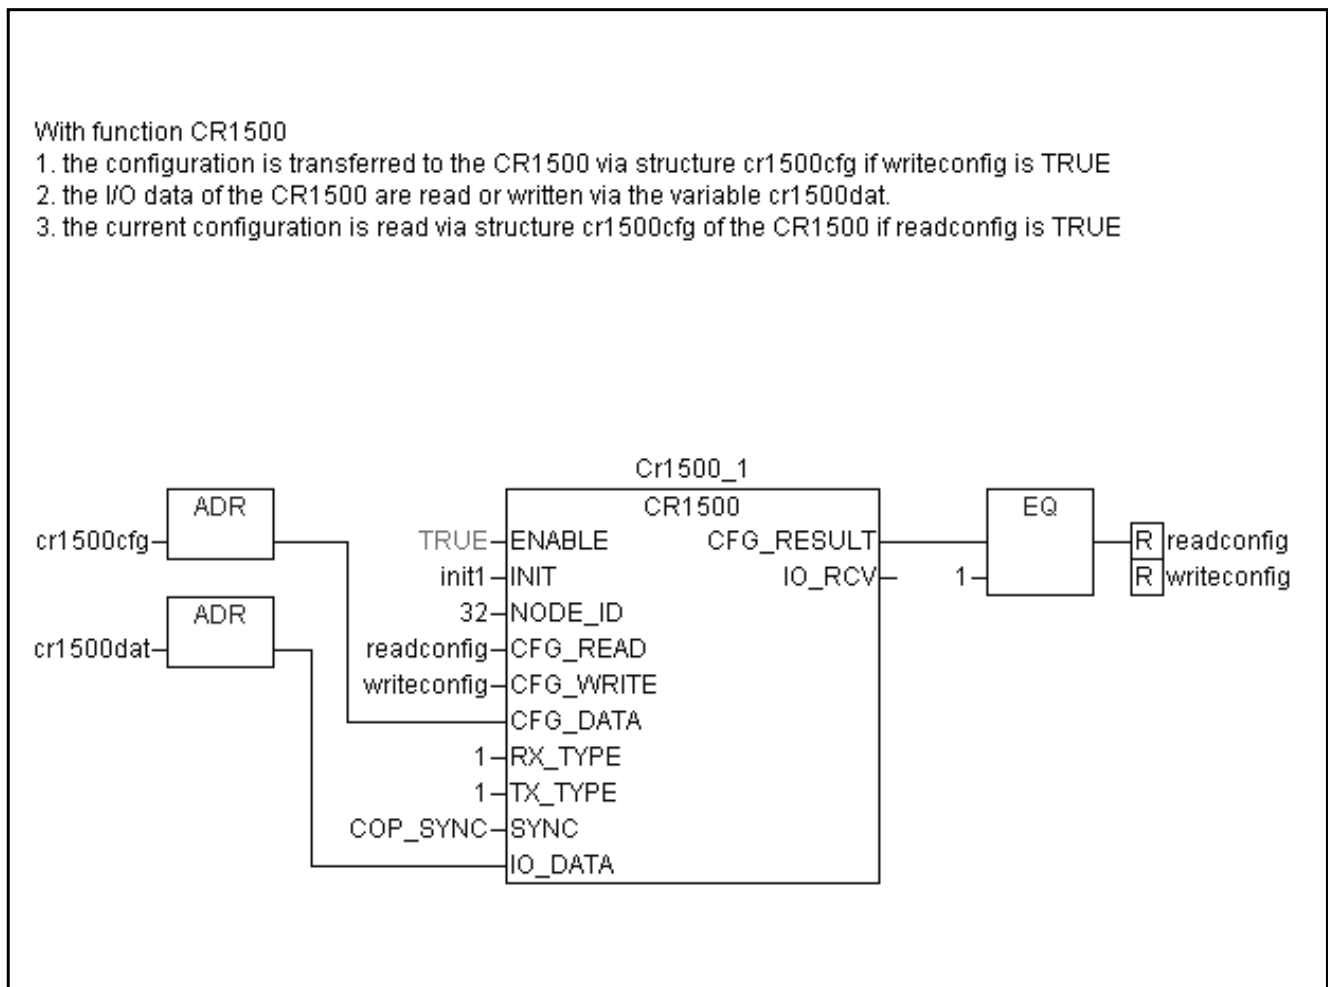 With function CR1500
1. the configuration is transferred to the CR1500 via structure cr1500cfg if writeconfig is TRUE
2. the I/O data of the CR1500 are read or written via the variable cr1500dat.
3. the current configuration is read via structure cr1500cfg of the CR1500 if readconfig is TRUE
Cr1500_1
ADR CR1500 EQ
cr1500cfg TRUE ENABLE CFG_RESULT R readconfig
init1 INIT IO_RCV 1 R writeconfig
ADR 32 NODE_ID
cr1500dat readconfig CFG_READ
writeconfig CFG_WRITE
CFG_DATA
1 RX_TYPE
1 TX_TYPE
COP_SYNC SYNC
IO_DATA